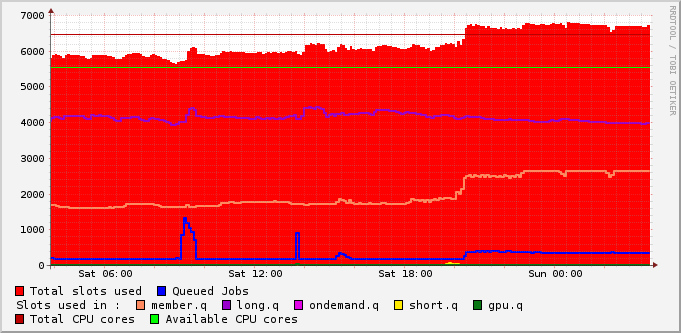 RRDTOOL / TOBI OETIKER
7000
6000
5000
4000
3000
2000
1000
0
Sat 06:00 Sat 12:00 Sat 18:00 Sun 00:00
Total slots used Queued Jobs
Slots used in : member.q long.q ondemand.q short.q gpu.q
Total CPU cores Available CPU cores